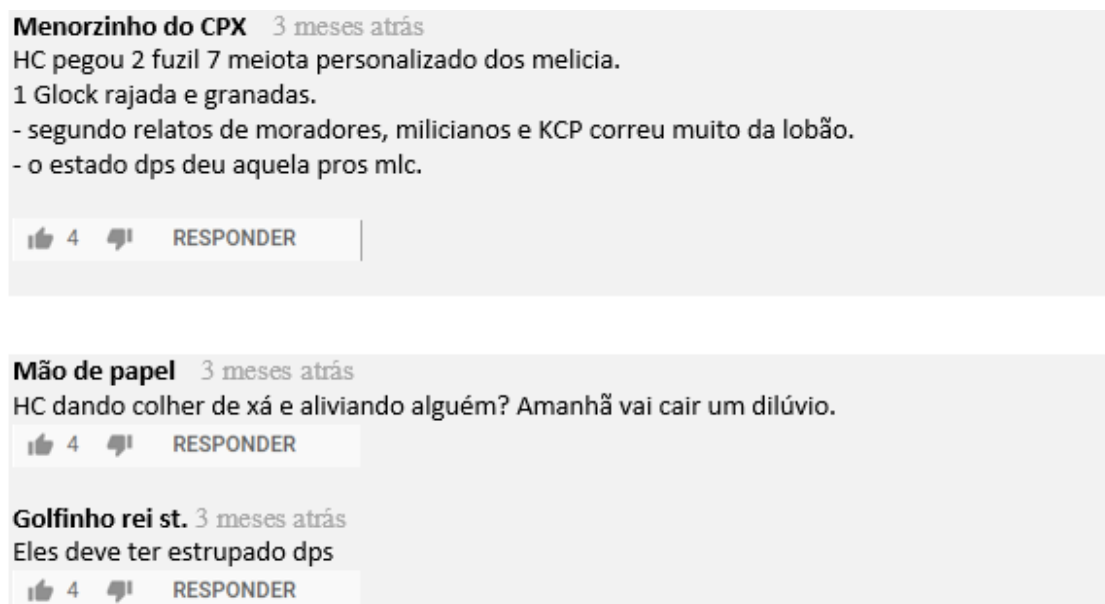 Menorzinho do CPX 3 meses atrás
HC pegou 2 fuzil 7 meiota personalizado dos melicia.
1 Glock rajada e granadas.
- segundo relatos de moradores, milicianos e KCP correu muito da lobão.
- o estado dps deu aquela pros mlc.
4 RESPONDER
Mão de papel 3 meses atrás
HC dando colher de xá e aliviando alguém? Amanhã vai cair um dilúvio.
4 RESPONDER
Golfinho rei st. 3 meses atrás
Eles deve ter estrupado dps
4 RESPONDER